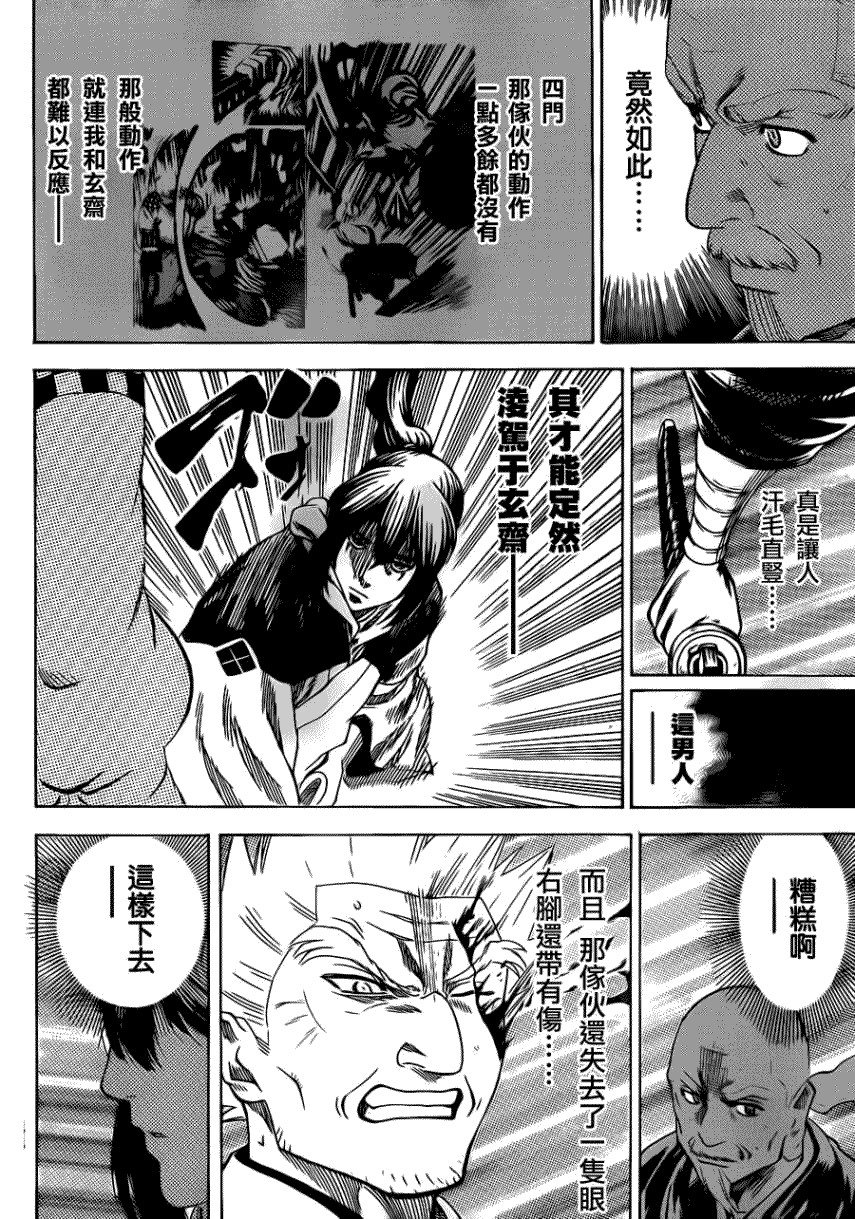 竟然如此……
四門
那傢伙的動作
一點多餘都沒有
那般動作
就連我和玄齋
都難以反應——
真是讓人
汗毛直豎……
這男人
——
其才能定然
淩駕于玄齋——
ズズン
糟糕啊
——
而且 那傢伙還失去了一隻眼
右腳還帶有傷……
這樣下去
——